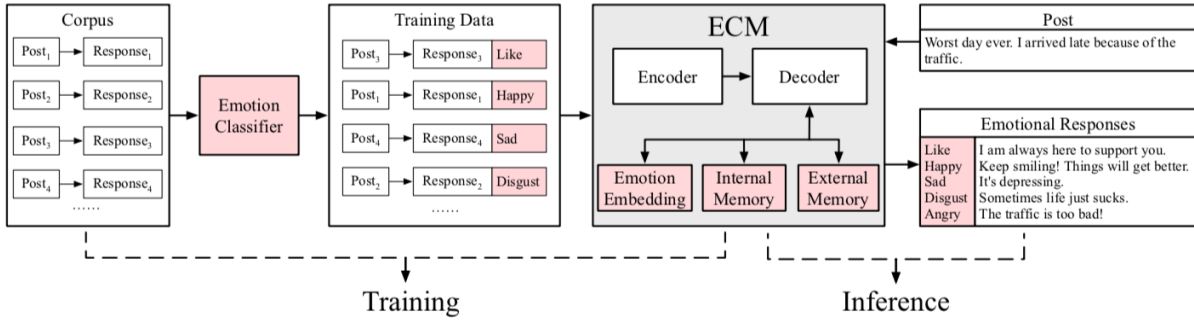 Corpus
Post₁ Response₁
Post₂ Response₂
Post₃ Response₃
Post₄ Response₄
......
Emotion
Classifier
Training Data
Post₃ Response₃ Like
Post₁ Response₁ Happy
Post₄ Response₄ Sad
Post₂ Response₂ Disgust
......
ECM
Encoder
Decoder
Emotion
Embedding
Internal
Memory
External
Memory
Post
Worst day ever. I arrived late because of the
traffic.
Emotional Responses
Like I am always here to support you.
Happy Keep smiling! Things will get better.
Sad It's depressing.
Disgust Sometimes life just sucks.
Angry The traffic is too bad!
Training
Inference